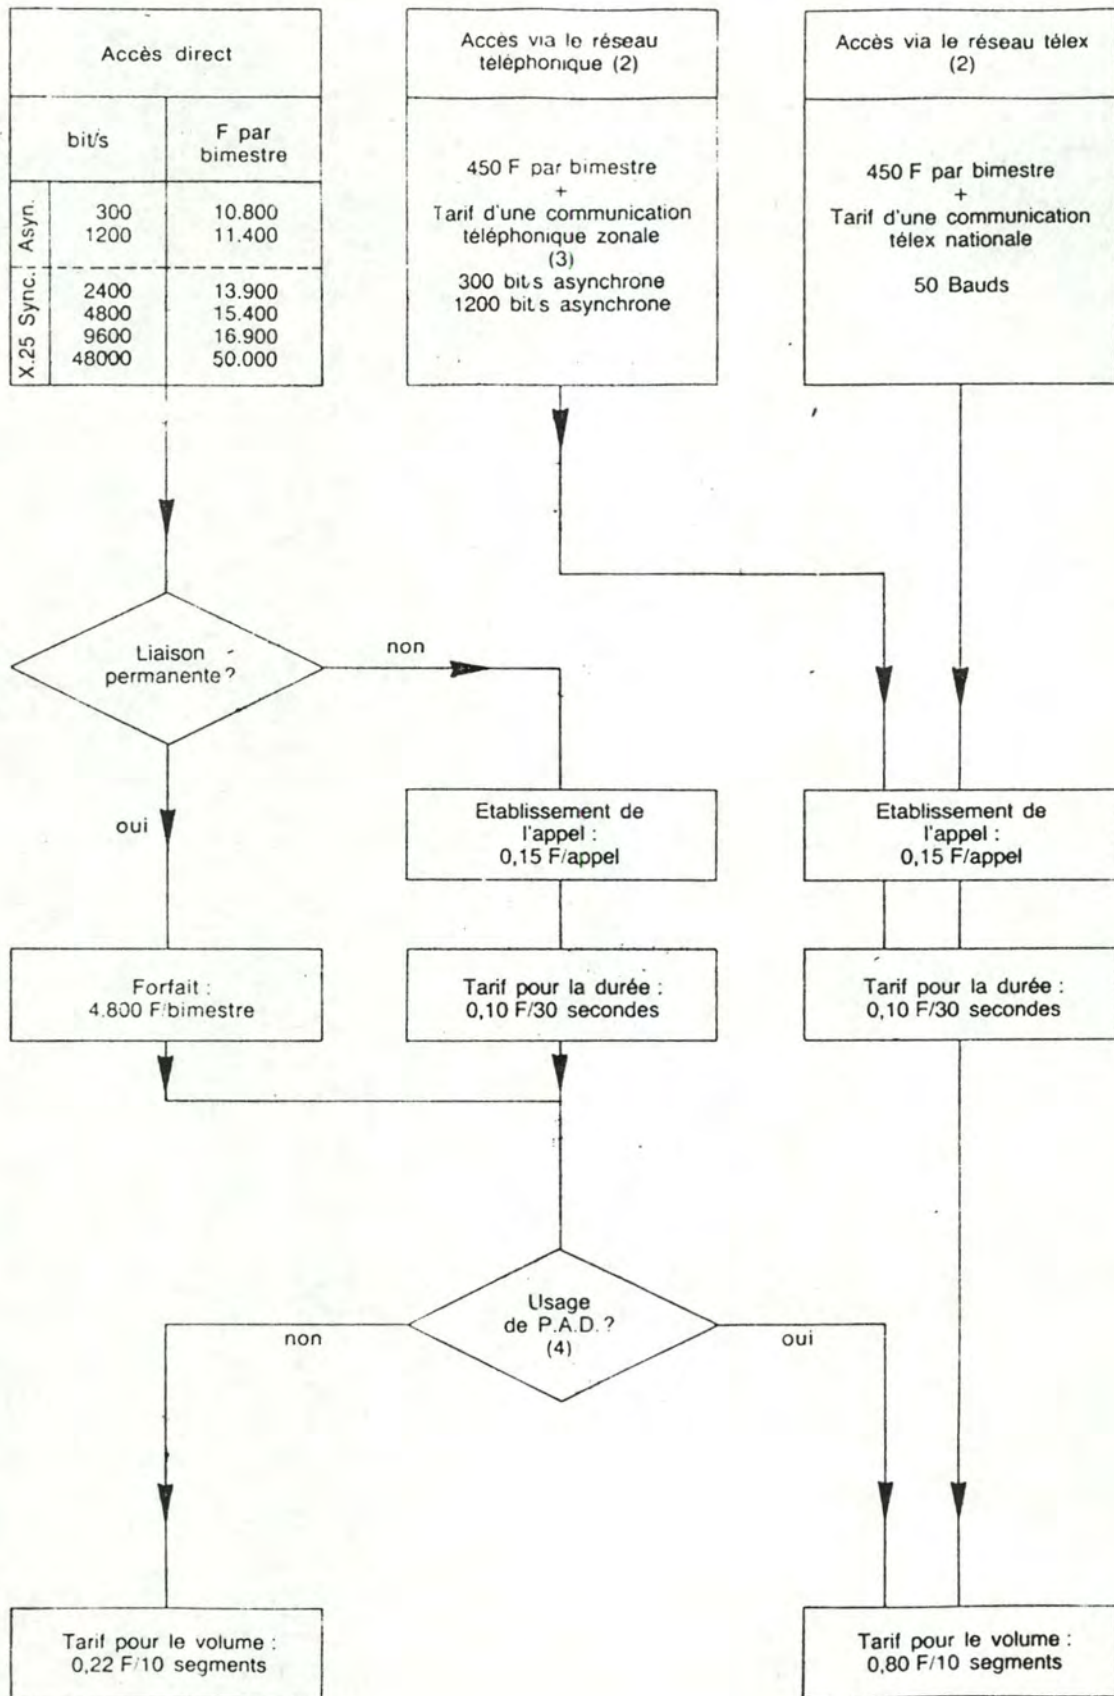 Accès direct
bit/s
F par
bimestre
Asyn.
300 10.800
1200 11.400
X.25 Sync.
2400 13.900
4800 15.400
9600 16.900
48000 50.000
Accès via le réseau
téléphonique (2)
450 F par bimestre
+
Tarif d'une communication
téléphonique zonale
(3)
300 bit/s asynchrone
1200 bit/s asynchrone
Accès via le réseau télex
(2)
450 F par bimestre
+
Tarif d'une communication
télex nationale
50 Bauds
Liaison
permanente ?
non
oui
Etablissement de
l'appel :
0,15 F/appel
Etablissement de
l'appel :
0,15 F/appel
Forfait :
4.800 F/bimestre
Tarif pour la durée :
0,10 F/30 secondes
Tarif pour la durée :
0,10 F/30 secondes
Usage
de P.A.D. ?
(4)
non
oui
Tarif pour le volume :
0,22 F/10 segments
Tarif pour le volume :
0,80 F/10 segments